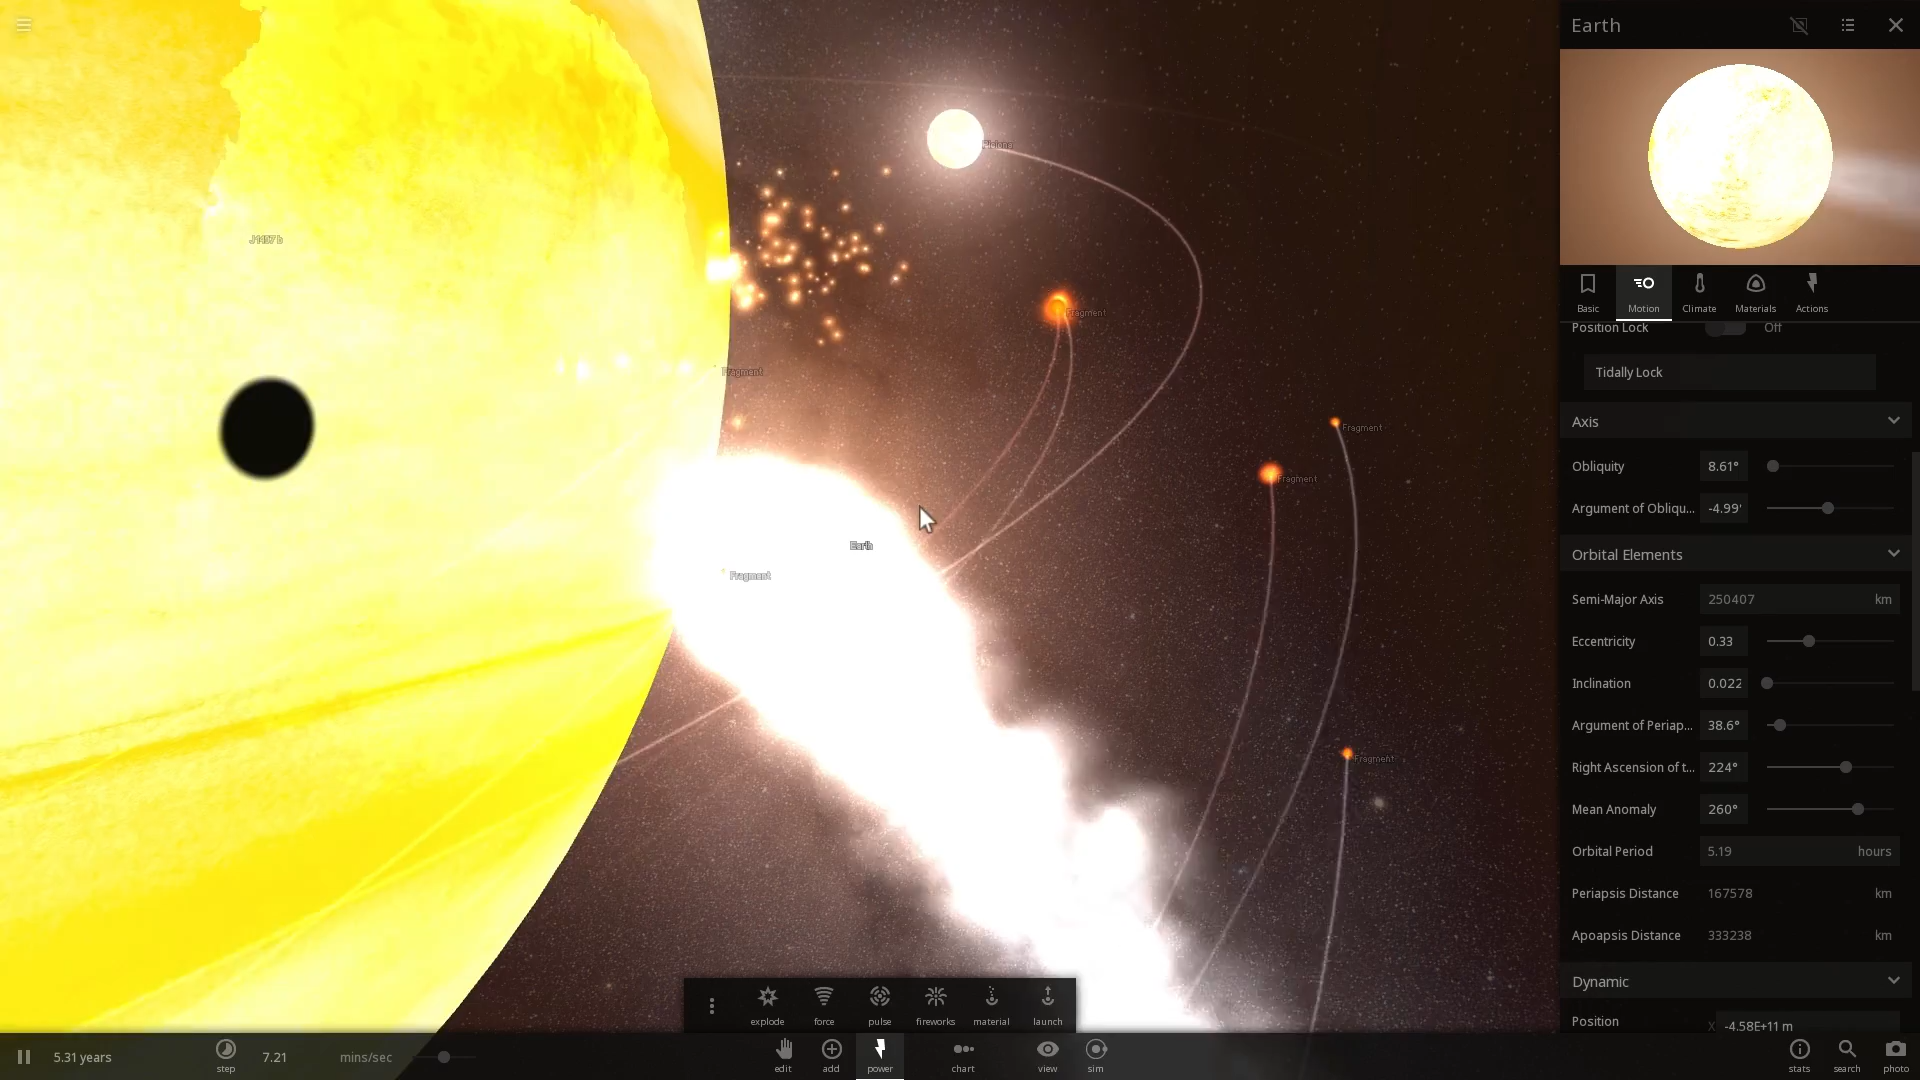 Earth
J1407 b
Fragment
Fragment
Fragment
Fragment
Fragment
Earth
Fragment
Fragment
Basic
Motion
Climate
Materials
Actions
Position Lock
Off
Tidally Lock
Axis
Obliquity
8.61°
Argument of Obliqu...
-4.99°
Orbital Elements
Semi-Major Axis
250407
km
Eccentricity
0.33
Inclination
0.022
Argument of Periap...
38.6°
Right Ascension of t...
224°
Mean Anomaly
260°
Orbital Period
5.19
hours
Periapsis Distance
167578
km
Apoapsis Distance
333238
km
Dynamic
Position
X
-4.58E+11 m
explode
force
pulse
fireworks
material
launch
5.31 years
step
7.21
mins/sec
edit
add
power
chart
view
sim
stats
search
photo